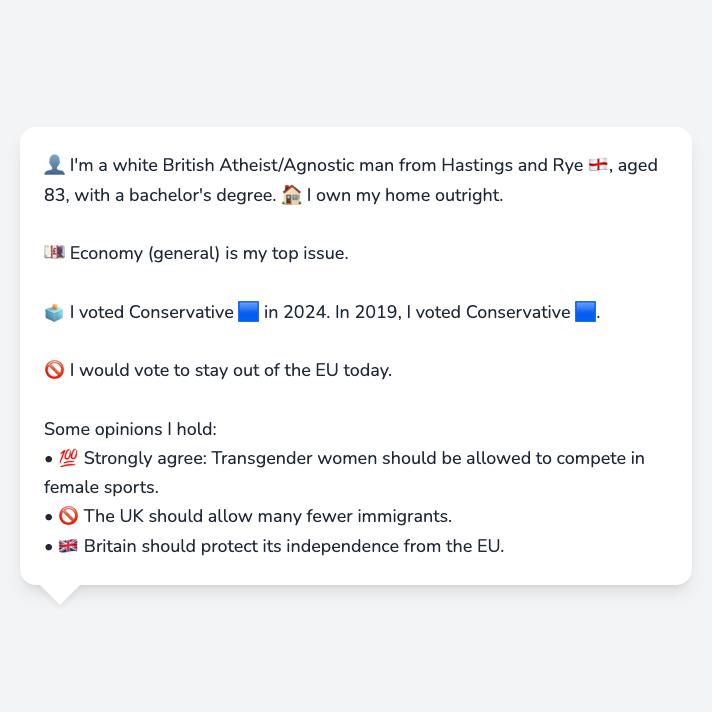 👤 I'm a white British Atheist/Agnostic man from Hastings and Rye 🏴󠁧󠁢󠁥󠁮󠁧󠁿, aged
83, with a bachelor's degree. 🏠 I own my home outright.
💷 Economy (general) is my top issue.
🗳️ I voted Conservative 🟦 in 2024. In 2019, I voted Conservative 🟦.
🚫 I would vote to stay out of the EU today.
Some opinions I hold:
• 💯 Strongly agree: Transgender women should be allowed to compete in
female sports.
• 🚫 The UK should allow many fewer immigrants.
• 🇬🇧 Britain should protect its independence from the EU.